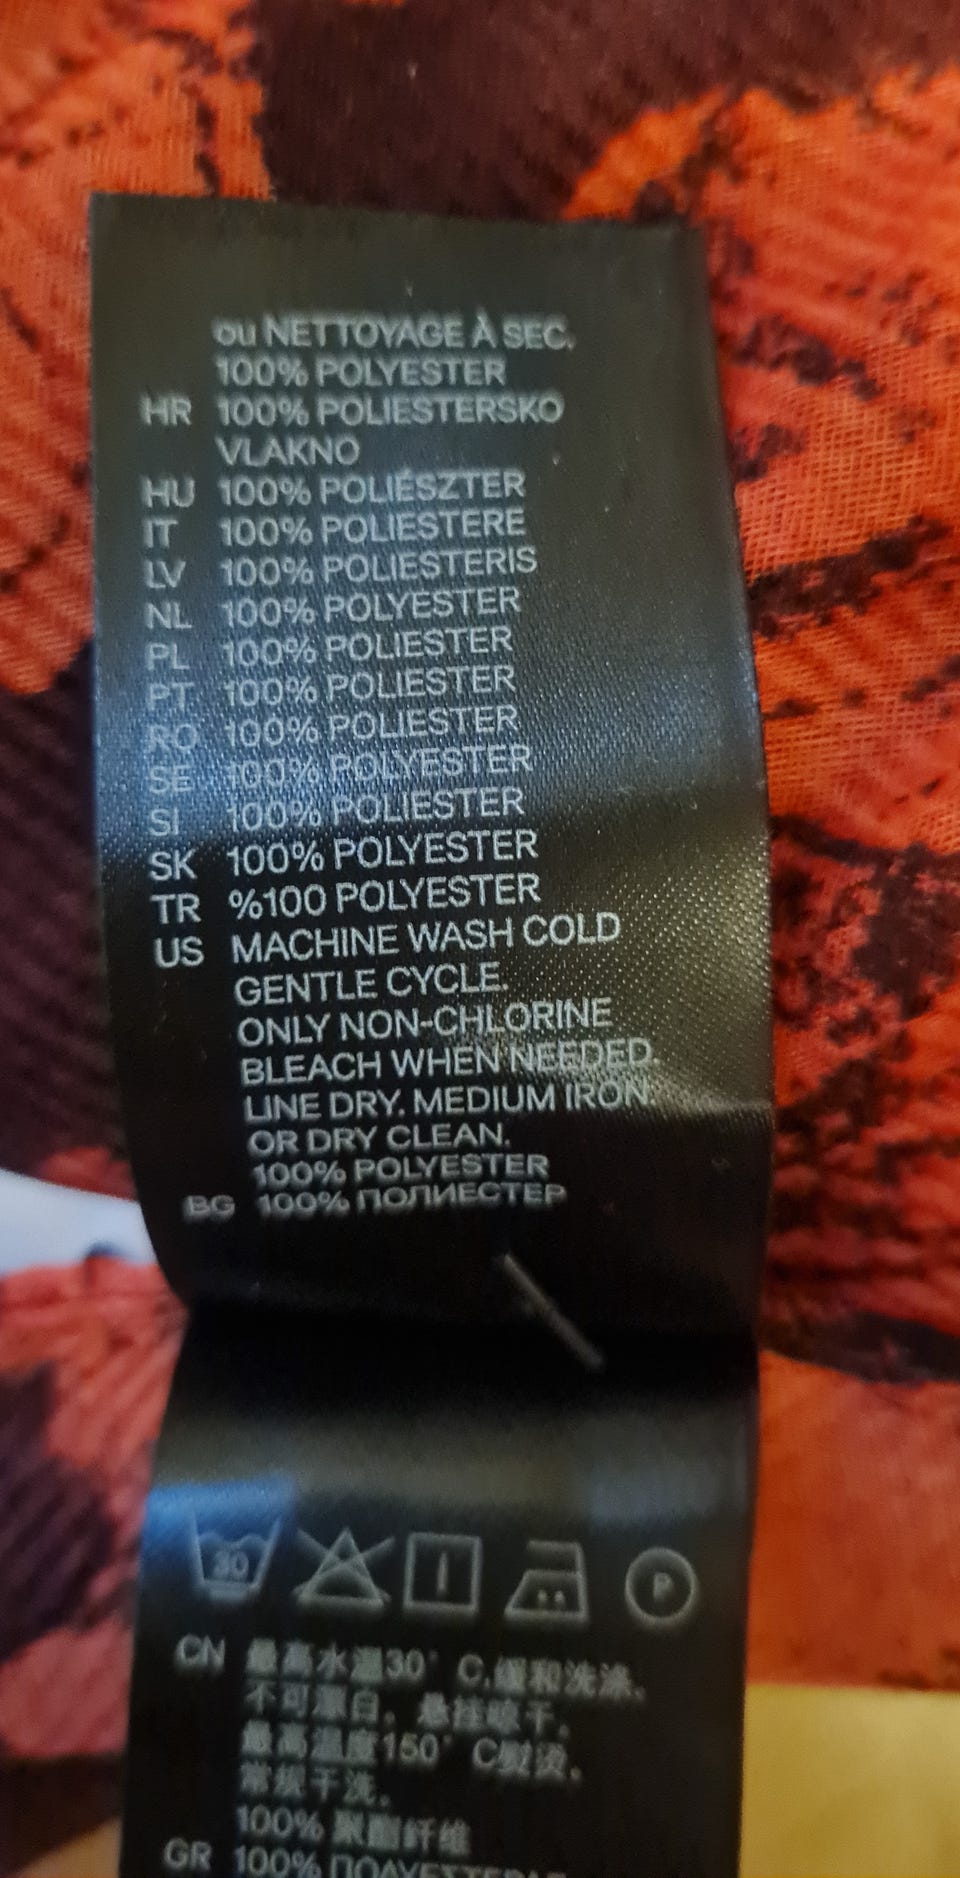 ou NETTOYAGE À SEC.
100% POLYESTER
HR 100% POLIESTERSKO
VLAKNO
HU 100% POLIÉSZTER
IT 100% POLIESTERE
LV 100% POLIESTERIS
NL 100% POLYESTER
PL 100% POLIESTER
PT 100% POLIESTER
RO 100% POLIESTER
SE 100% POLYESTER
SI 100% POLIESTER
SK 100% POLYESTER
TR %100 POLYESTER
US MACHINE WASH COLD
GENTLE CYCLE.
ONLY NON-CHLORINE
BLEACH WHEN NEEDED.
LINE DRY. MEDIUM IRON.
OR DRY CLEAN.
100% POLYESTER
BG 100% ПОЛИЕСТЕР
30 P
CN 最高水温30°C.缓和洗涤.
不可漂白. 悬挂晾干.
最高温度150°C熨烫.
常规干洗.
100% 聚酯纤维
GR 100%